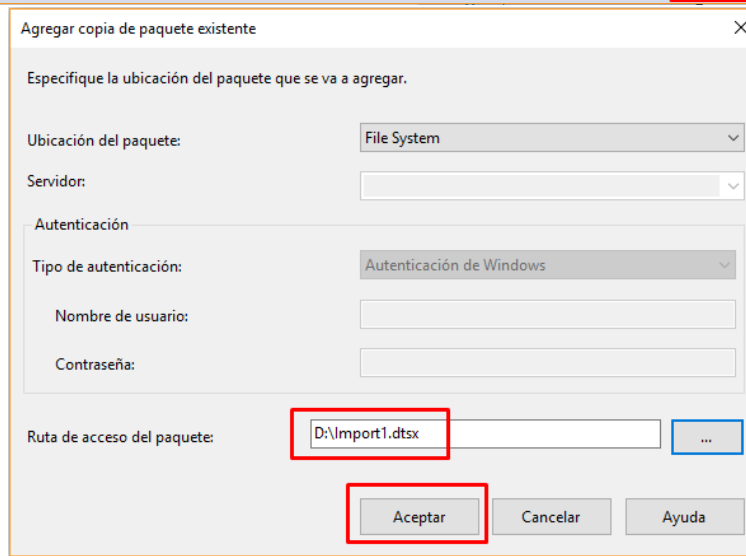 Agregar copia de paquete existente
Especifique la ubicación del paquete que se va a agregar.
Ubicación del paquete: File System
Servidor:
Autenticación
Tipo de autenticación: Autenticación de Windows
Nombre de usuario:
Contraseña:
Ruta de acceso del paquete: D:\Import1.dtsx ...
Aceptar Cancelar Ayuda